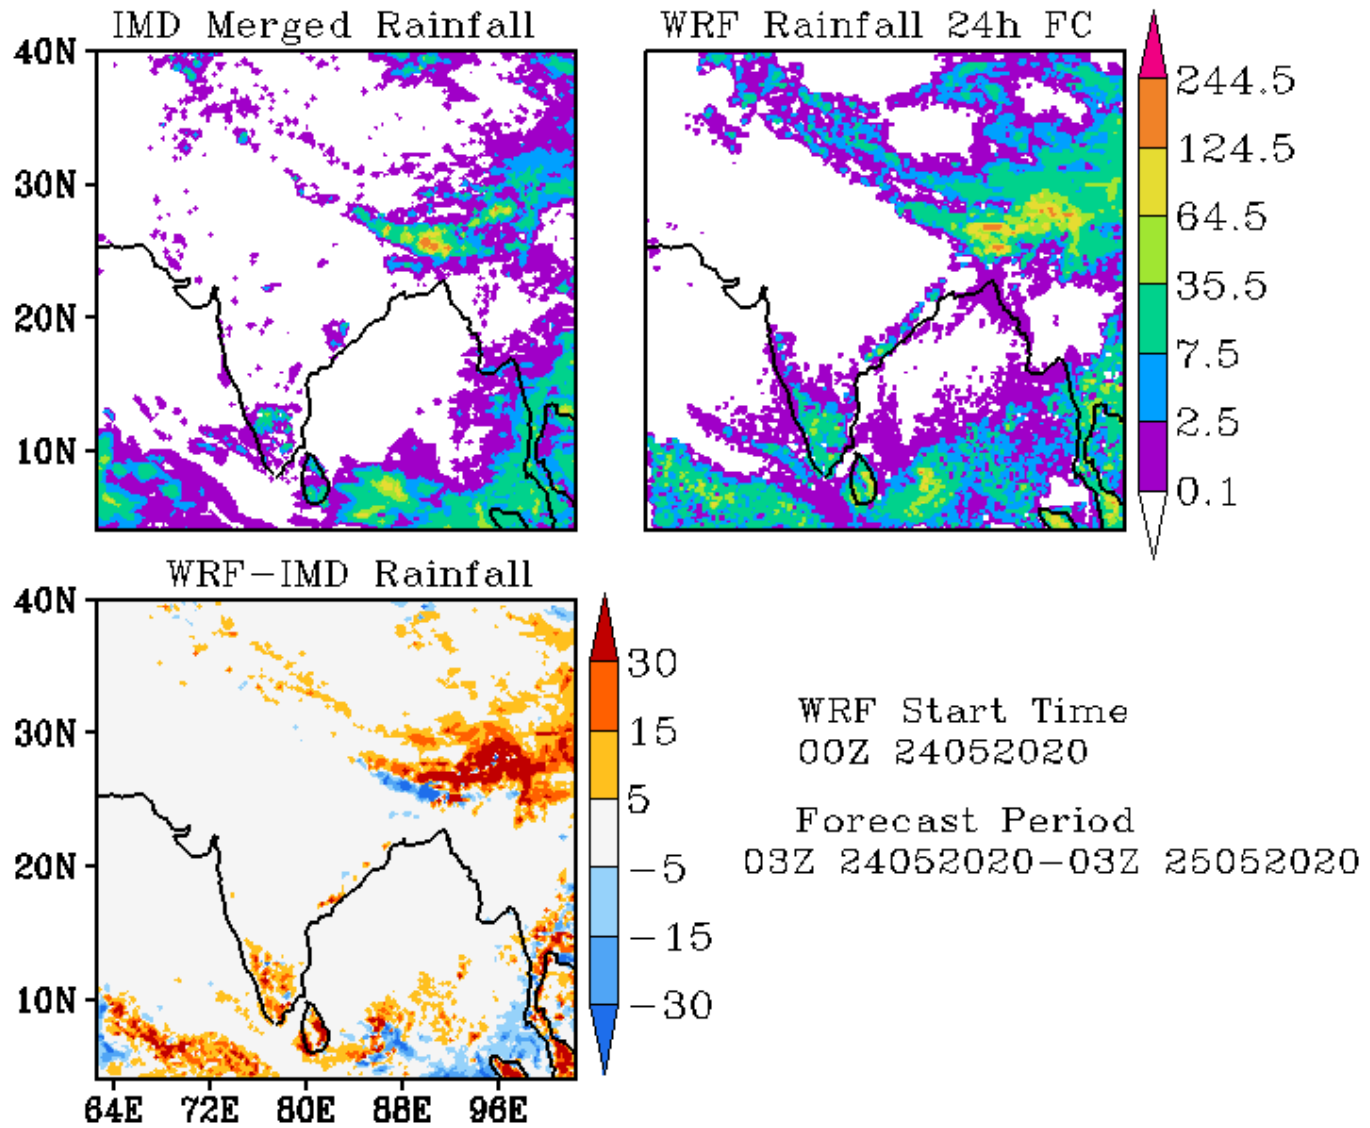 IMD Merged Rainfall
WRF Rainfall 24h FC
40N
30N
20N
10N
244.5
124.5
64.5
35.5
7.5
2.5
0.1
WRF-IMD Rainfall
40N
30N
20N
10N
64E 72E 80E 88E 96E
30
15
5
-5
-15
-30
WRF Start Time
00Z 24052020
Forecast Period
03Z 24052020-03Z 25052020